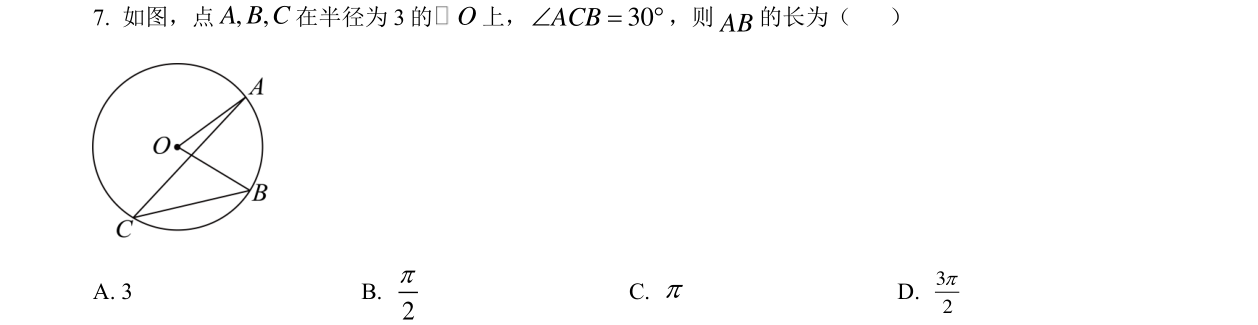 7. 如图，点 A, B, C 在半径为 3 的□ O 上，∠ACB = 30°，则 AB 的长为（ ）
A
O
B
C
A. 3 B. π/2 C. π D. 3π/2